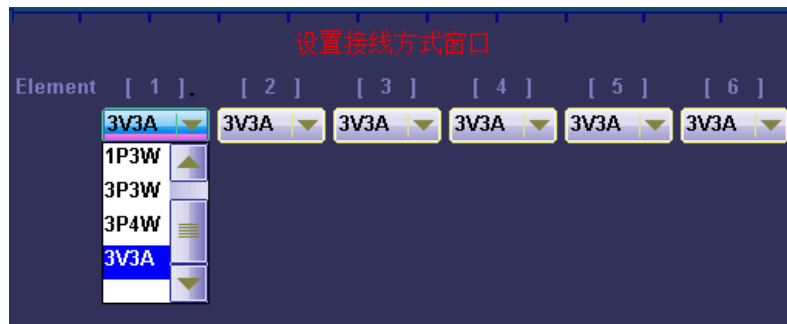 设置接线方式窗口
Element [ 1 ]. [ 2 ] [ 3 ] [ 4 ] [ 5 ] [ 6 ]
3V3A 3V3A 3V3A 3V3A 3V3A 3V3A
1P3W
3P3W
3P4W
3V3A